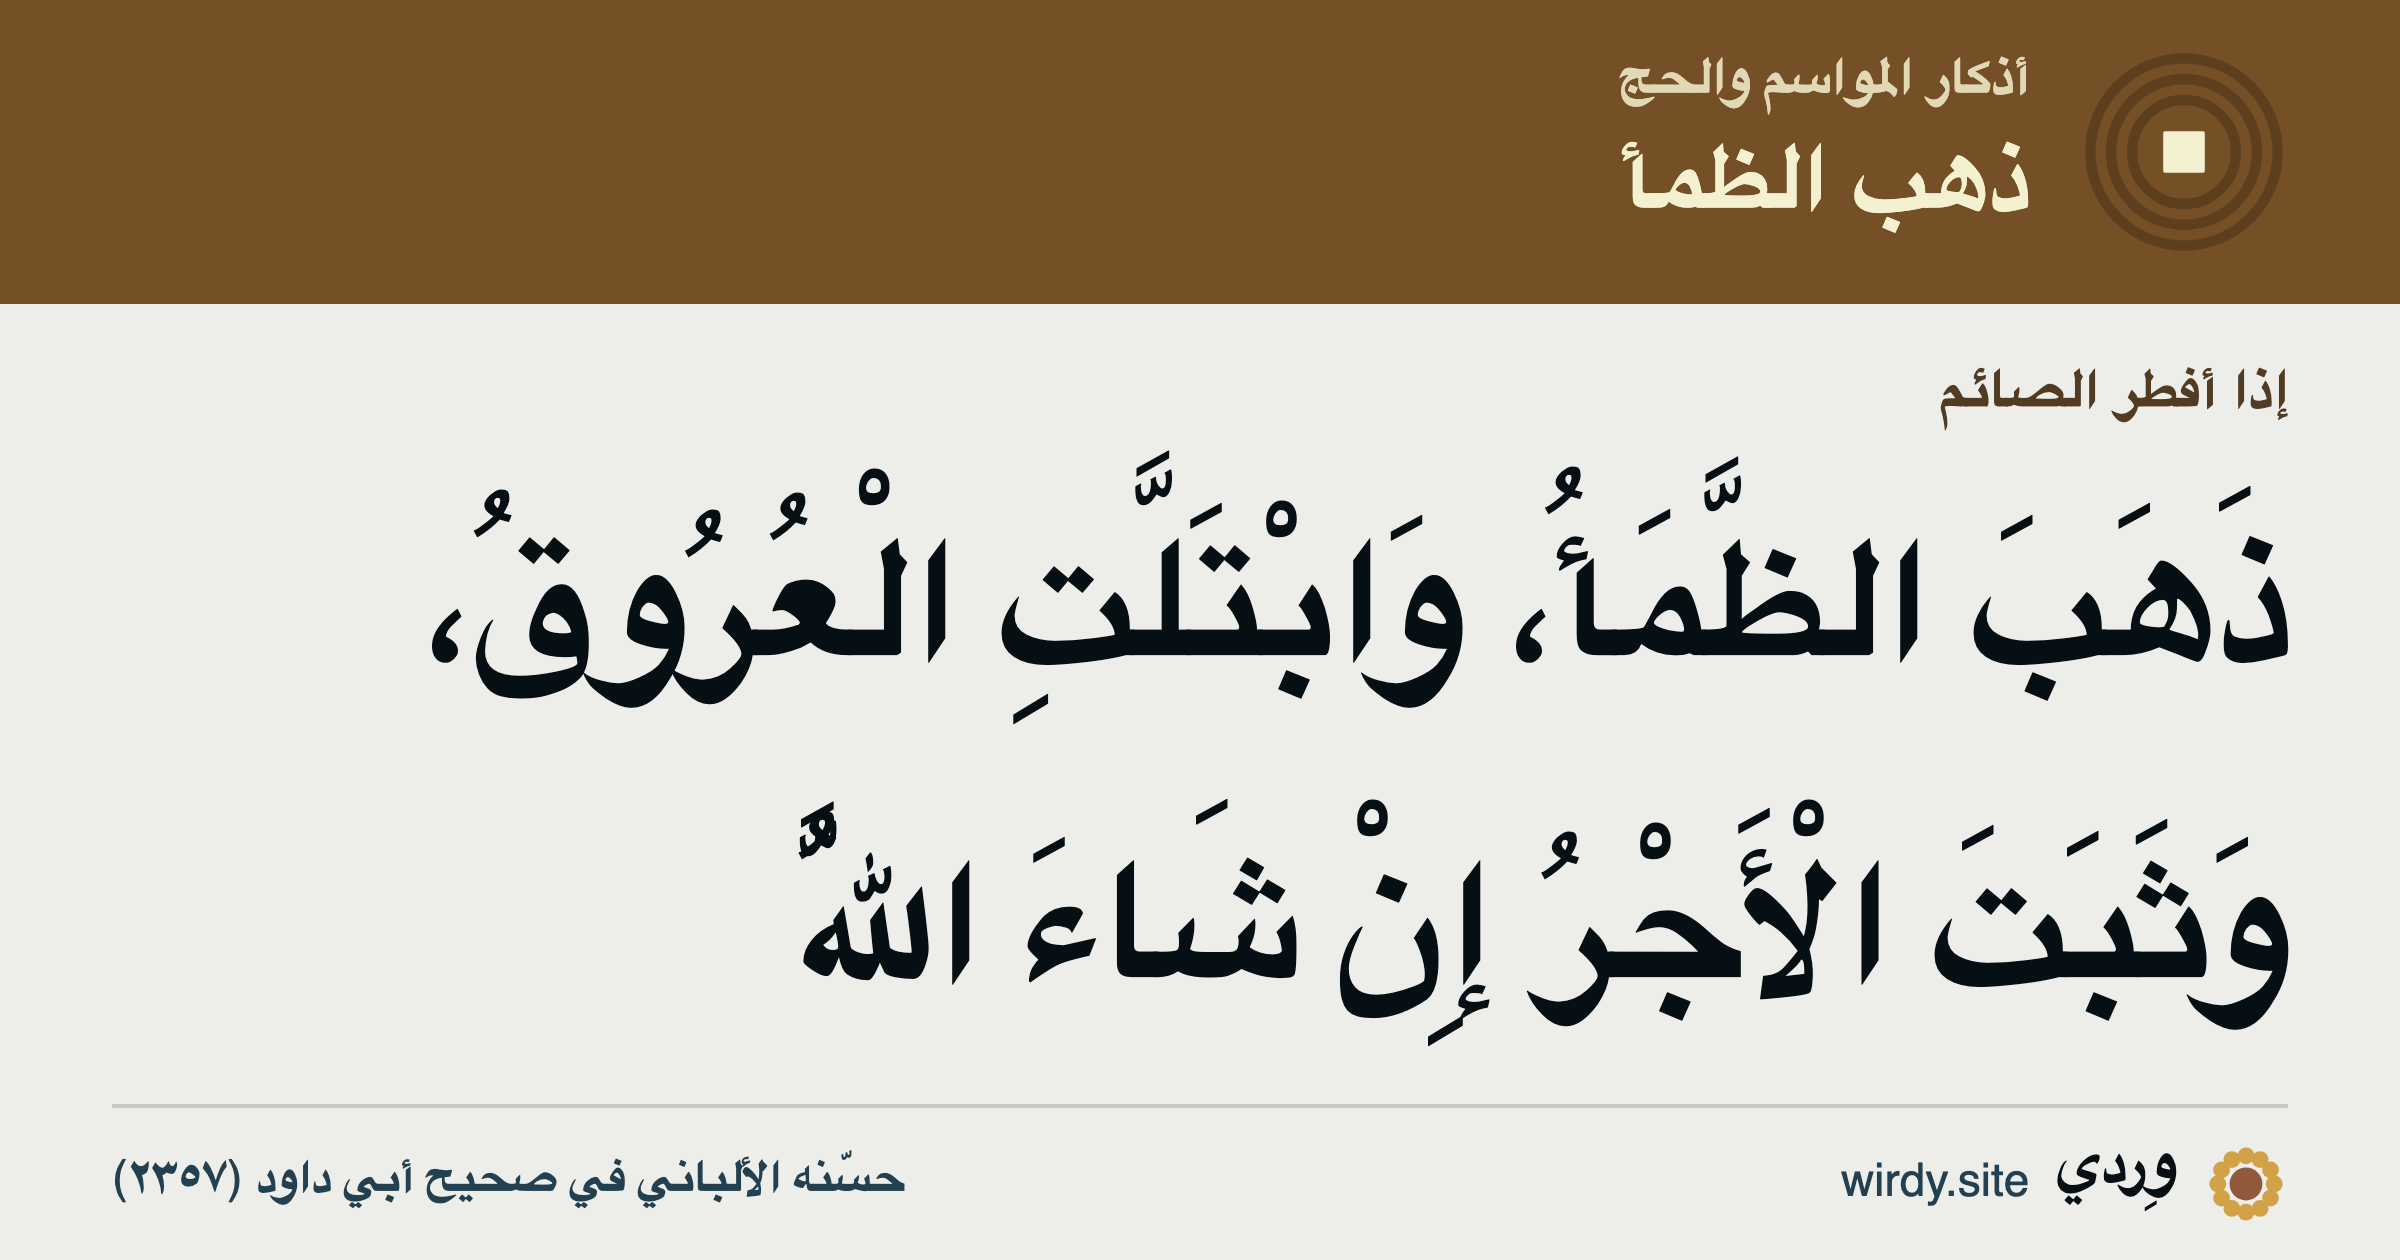 أذكار المواسم والحج
ذهب الظمأ
إذا أفطر الصائم
ذَهَبَ الظَّمَأُ، وَابْتَلَّتِ الْعُرُوقُ،
وَثَبَتَ الْأَجْرُ إِنْ شَاءَ اللَّهُ
وِردي wirdy.site
حسّنه الألباني في صحيح أبي داود (٢٣٥٧)